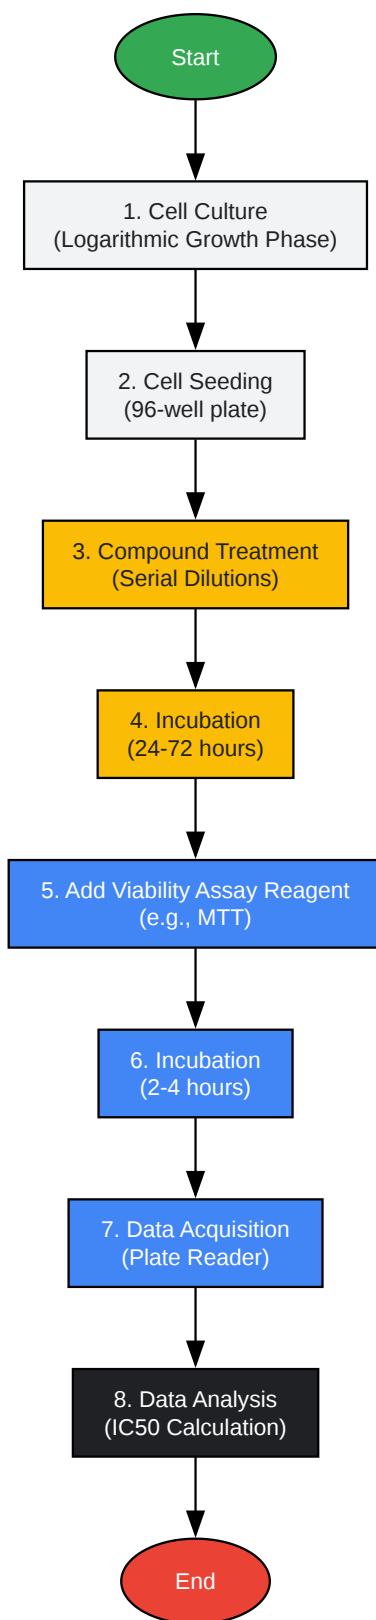 Start
1. Cell Culture
(Logarithmic Growth Phase)
2. Cell Seeding
(96-well plate)
3. Compound Treatment
(Serial Dilutions)
4. Incubation
(24-72 hours)
5. Add Viability Assay Reagent
(e.g., MTT)
6. Incubation
(2-4 hours)
7. Data Acquisition
(Plate Reader)
8. Data Analysis
(IC50 Calculation)
End